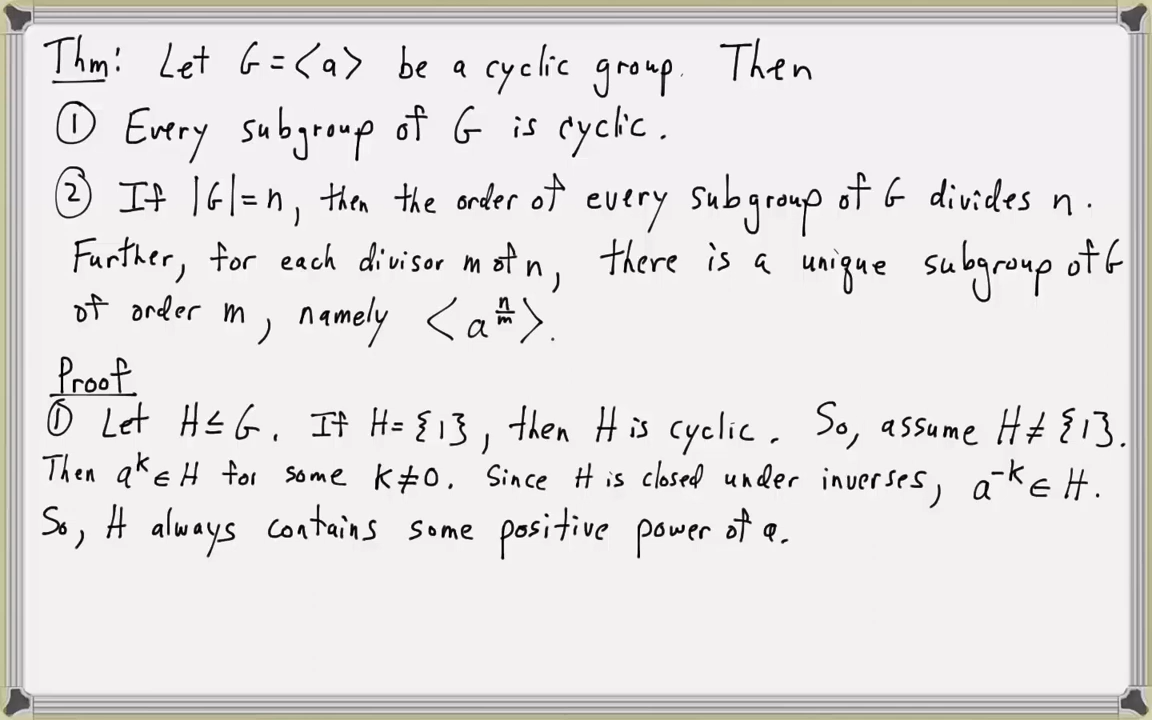 Thm: Let G = ⟨a⟩ be a cyclic group. Then
① Every subgroup of G is cyclic.
② If |G| = n, then the order of every subgroup of G divides n.
Further, for each divisor m of n, there is a unique subgroup of G
of order m, namely ⟨a^{n/m}⟩.
Proof
① Let H ≤ G. If H = {1}, then H is cyclic. So, assume H ≠ {1}.
Then a^k ∈ H for some k ≠ 0. Since H is closed under inverses, a^{-k} ∈ H.
So, H always contains some positive power of a.